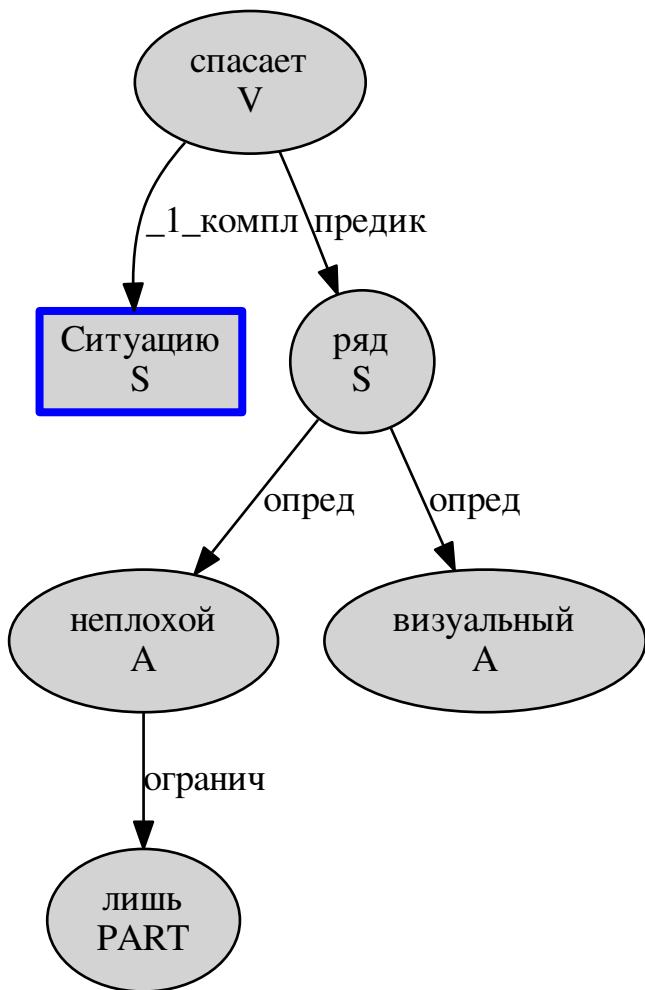 спасает
V
_1_компл предик
Ситуацию
S
ряд
S
опред
опред
неплохой
A
визуальный
A
огранич
лишь
PART